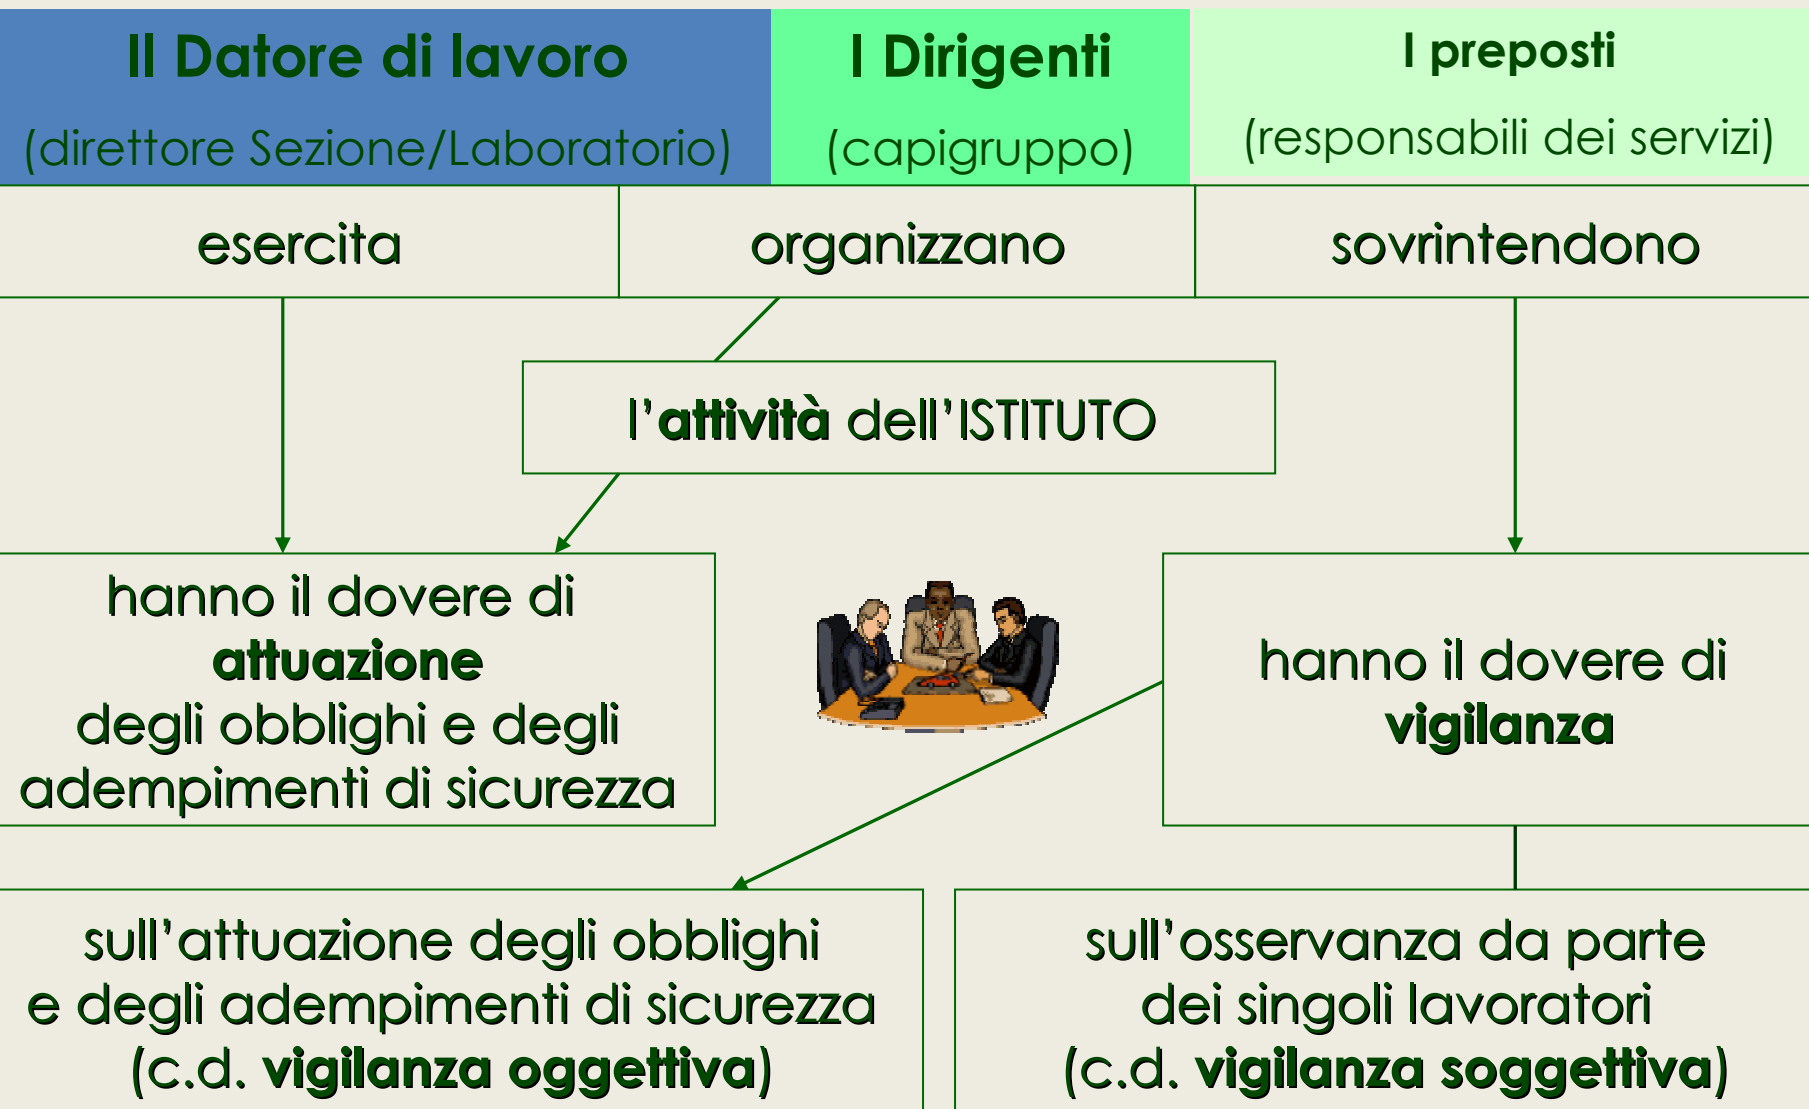 Il Datore di lavoro
(direttore Sezione/Laboratorio)
I Dirigenti
(capigruppo)
I preposti
(responsabili dei servizi)
esercita
organizzano
sovrintendono
l’attività dell’ISTITUTO
hanno il dovere di
attuazione
degli obblighi e degli
adempimenti di sicurezza
hanno il dovere di
vigilanza
sull’attuazione degli obblighi
e degli adempimenti di sicurezza
(c.d. vigilanza oggettiva)
sull’osservanza da parte
dei singoli lavoratori
(c.d. vigilanza soggettiva)